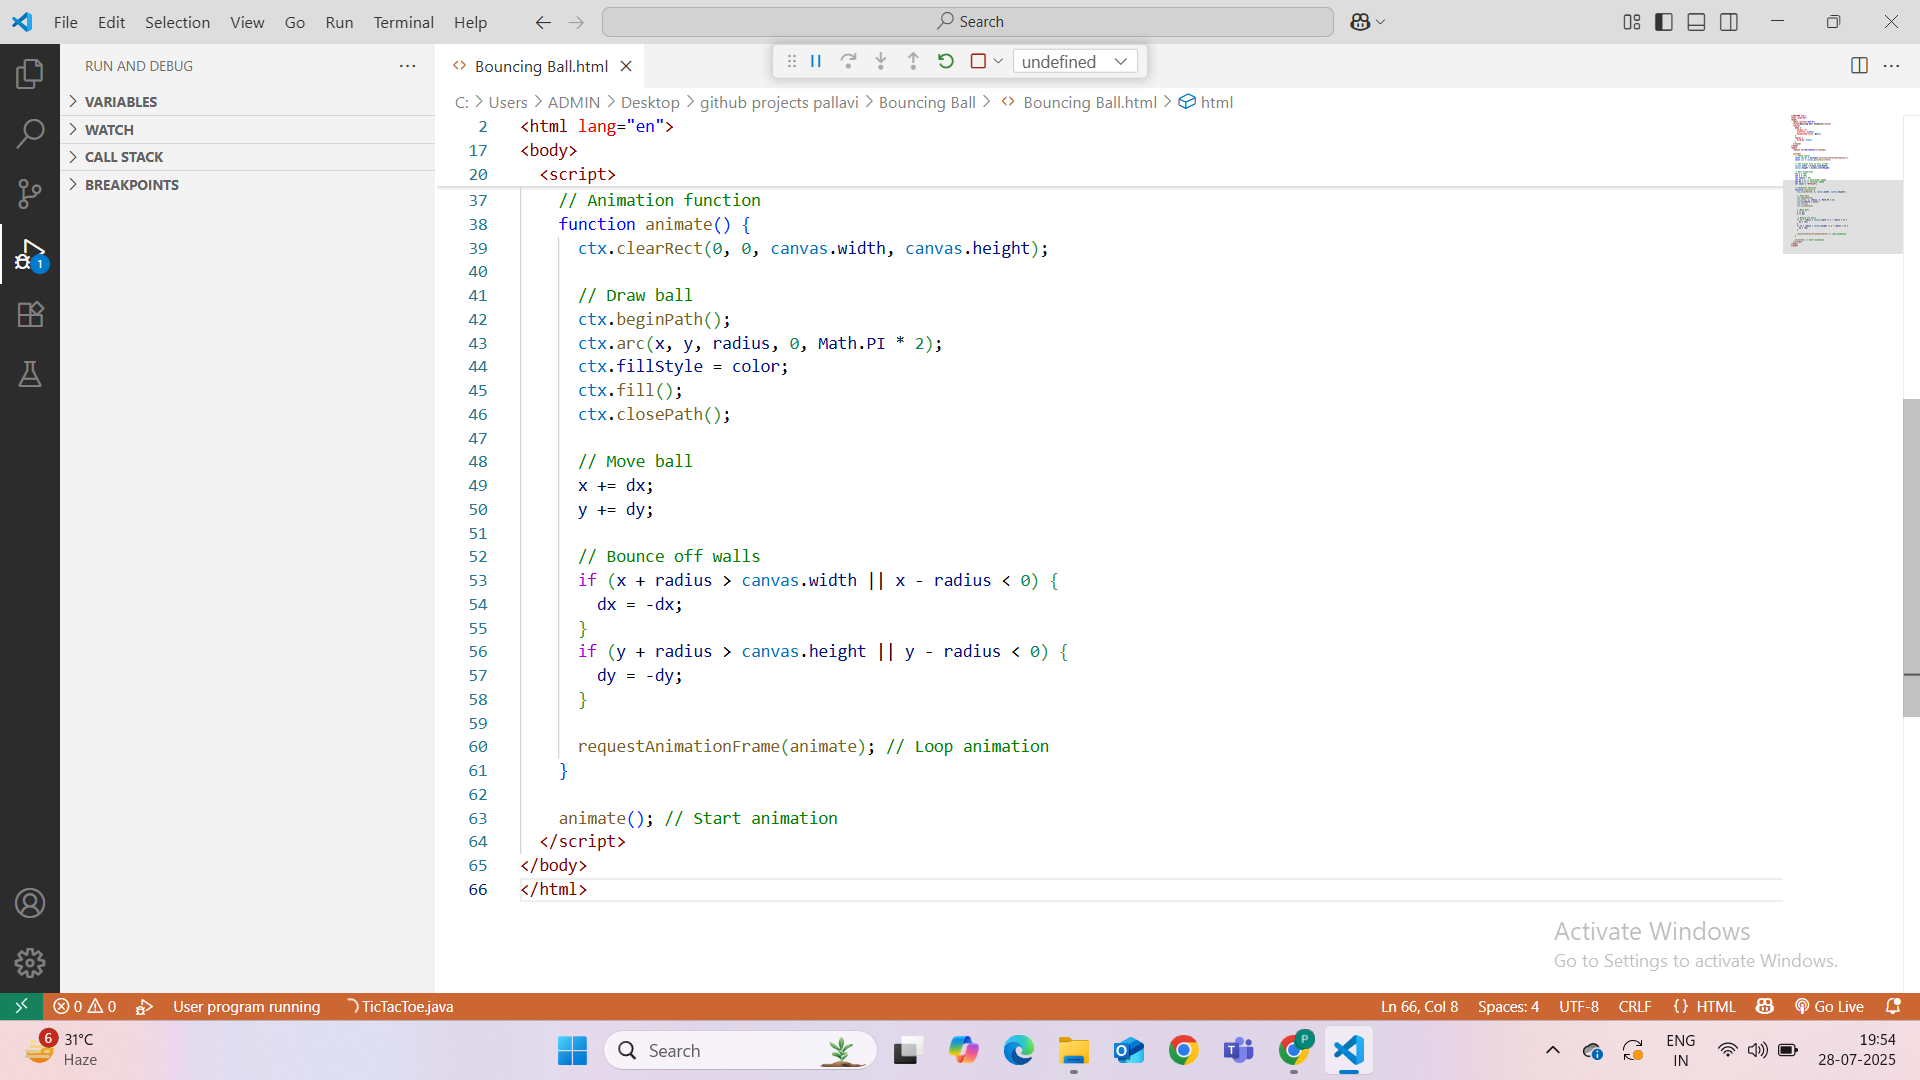 File Edit Selection View Go Run Terminal Help
Search
RUN AND DEBUG
VARIABLES
WATCH
CALL STACK
BREAKPOINTS
1
Bouncing Ball.html
undefined
C: > Users > ADMIN > Desktop > github projects pallavi > Bouncing Ball > Bouncing Ball.html > html
2 <html lang="en">
17 <body>
20 <script>
37 // Animation function
38 function animate() {
39 ctx.clearRect(0, 0, canvas.width, canvas.height);
40
41 // Draw ball
42 ctx.beginPath();
43 ctx.arc(x, y, radius, 0, Math.PI * 2);
44 ctx.fillStyle = color;
45 ctx.fill();
46 ctx.closePath();
47
48 // Move ball
49 x += dx;
50 y += dy;
51
52 // Bounce off walls
53 if (x + radius > canvas.width || x - radius < 0) {
54 dx = -dx;
55 }
56 if (y + radius > canvas.height || y - radius < 0) {
57 dy = -dy;
58 }
59
60 requestAnimationFrame(animate); // Loop animation
61 }
62
63 animate(); // Start animation
64 </script>
65 </body>
66 </html>
Activate Windows
Go to Settings to activate Windows.
0 0 User program running TicTacToe.java
Ln 66, Col 8 Spaces: 4 UTF-8 CRLF {} HTML Go Live
6
31°C
Haze
Search
P
ENG
IN
19:54
28-07-2025